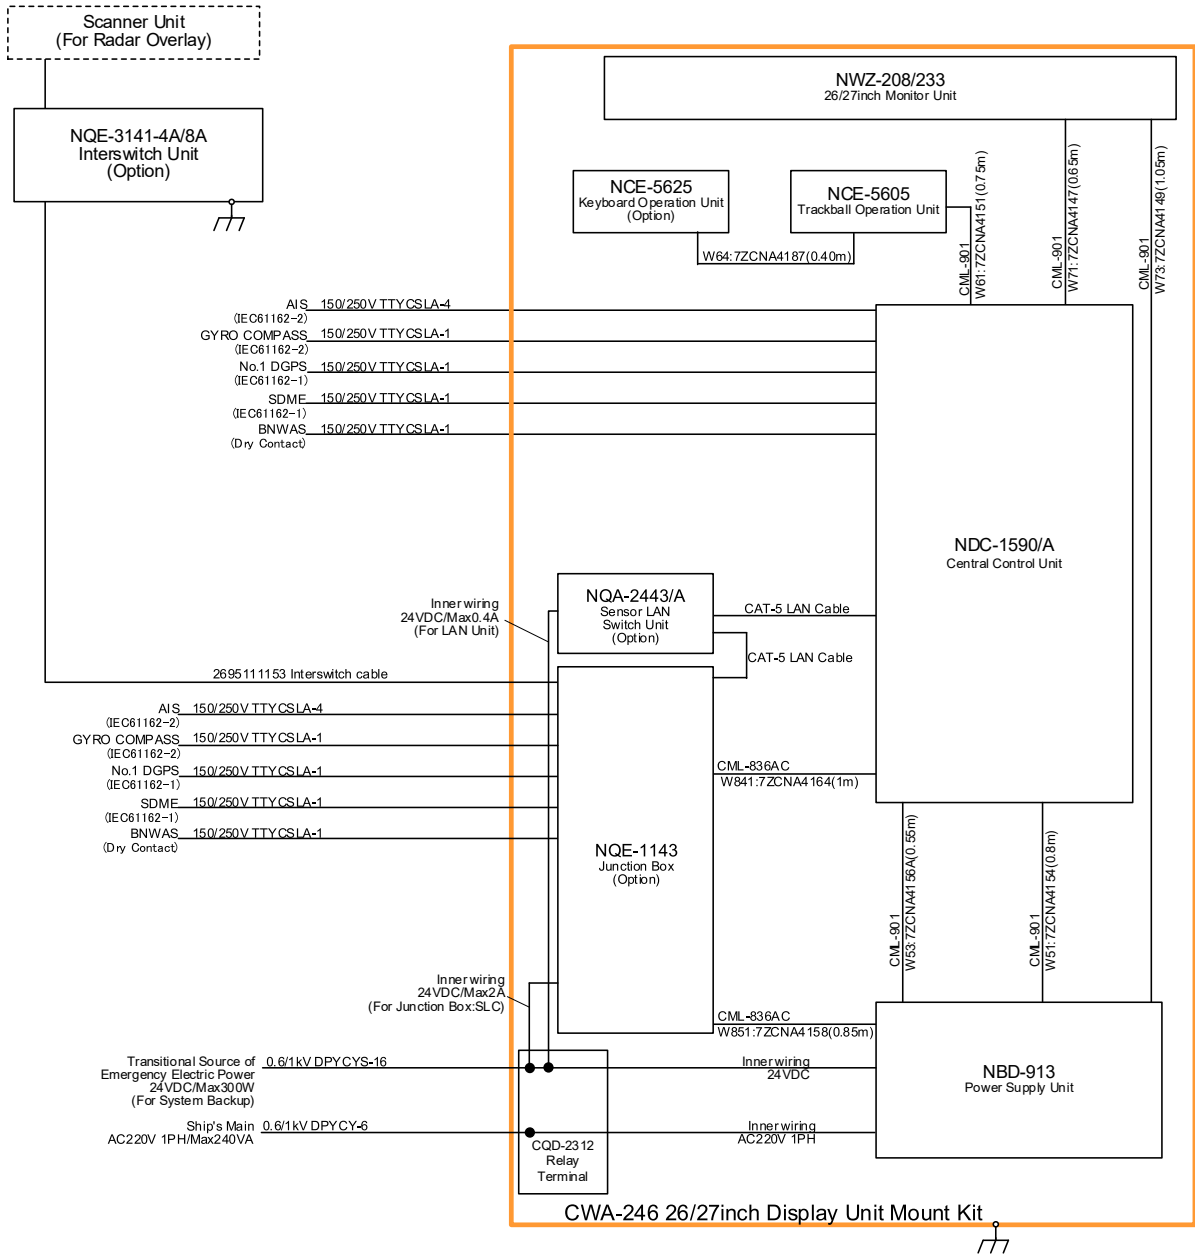 Scanner Unit
(For Radar Overlay)
NQE-3141-4A/8A
Interswitch Unit
(Option)
NWZ-208/233
26/27inch Monitor Unit
NCE-5625
Keyboard Operation Unit
(Option)
NCE-5605
Trackball Operation Unit
W64:7ZCNA4187(0.40m)
CML-901
W61:7ZCNA4151(0.75m)
CML-901
W71:7ZCNA4147(0.65m)
CML-901
W73:7ZCNA4149(1.05m)
AIS 150/250V TTYCSLA-4
(IEC61162-2)
GYRO COMPASS 150/250V TTYCSLA-1
(IEC61162-2)
No.1 DGPS 150/250V TTYCSLA-1
(IEC61162-1)
SDME 150/250V TTYCSLA-1
(IEC61162-1)
BNWAS 150/250V TTYCSLA-1
(Dry Contact)
NDC-1590/A
Central Control Unit
Inner wiring
24VDC/Max0.4A
(For LAN Unit)
NQA-2443/A
Sensor LAN
Switch Unit
(Option)
CAT-5 LAN Cable
CAT-5 LAN Cable
2695111153 Interswitch cable
AIS 150/250V TTYCSLA-4
(IEC61162-2)
GYRO COMPASS 150/250V TTYCSLA-1
(IEC61162-2)
No.1 DGPS 150/250V TTYCSLA-1
(IEC61162-1)
SDME 150/250V TTYCSLA-1
(IEC61162-1)
BNWAS 150/250V TTYCSLA-1
(Dry Contact)
CML-836AC
W841:7ZCNA4164(1m)
NQE-1143
Junction Box
(Option)
CML-901
W53:7ZCNA4156A(0.55m)
CML-901
W51:7ZCNA4154(0.8m)
Inner wiring
24VDC/Max2A
(For Junction Box:SLC)
CML-836AC
W851:7ZCNA4158(0.85m)
Transitional Source of 0.6/1kV DPYCYS-16
Emergency Electric Power
24VDC/Max300W
(For System Backup)
Inner wiring
24VDC
NBD-913
Power Supply Unit
Ship's Main 0.6/1kV DPYCY-6
AC220V 1PH/Max240VA
Inner wiring
AC220V 1PH
CQD-2312
Relay
Terminal
CWA-246 26/27inch Display Unit Mount Kit